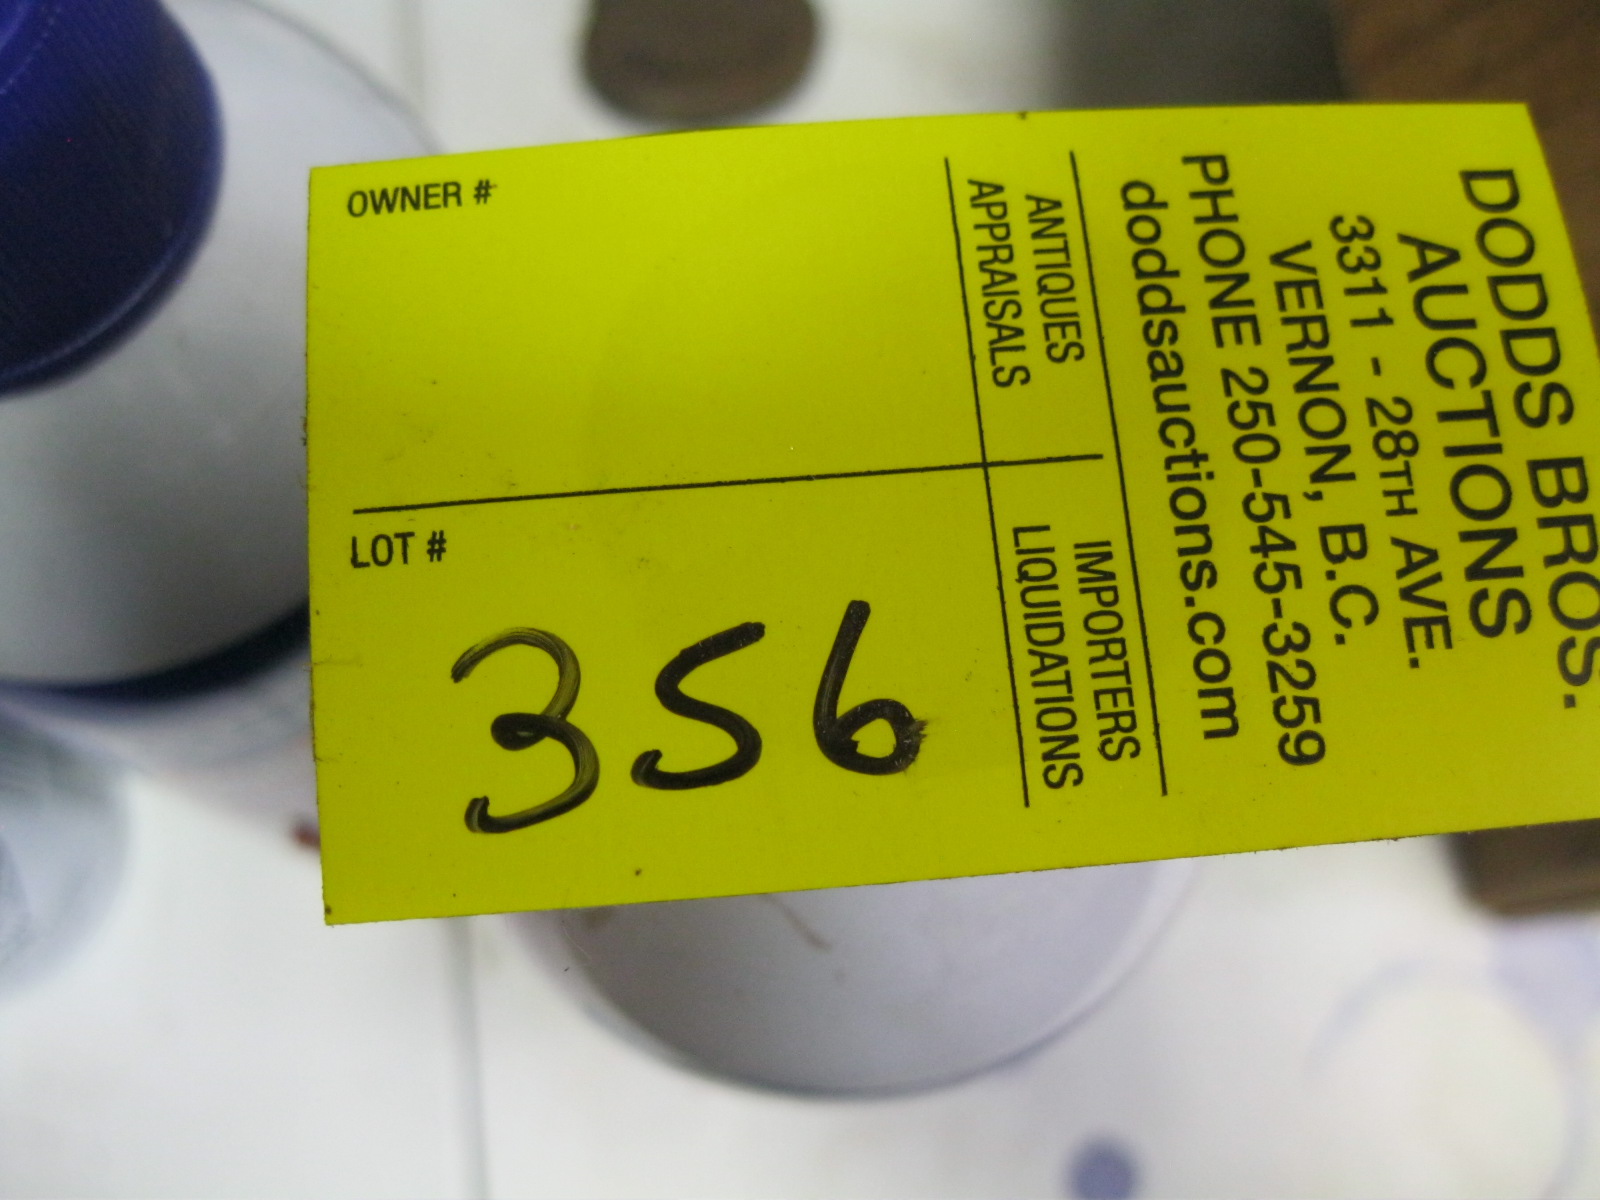 DODDS BROS.
AUCTIONS
3311 - 28TH AVE.
VERNON, B.C.
PHONE 250-545-3259
doddsauctions.com
ANTIQUES
APPRAISALS
IMPORTERS
LIQUIDATIONS
OWNER #
LOT #
356